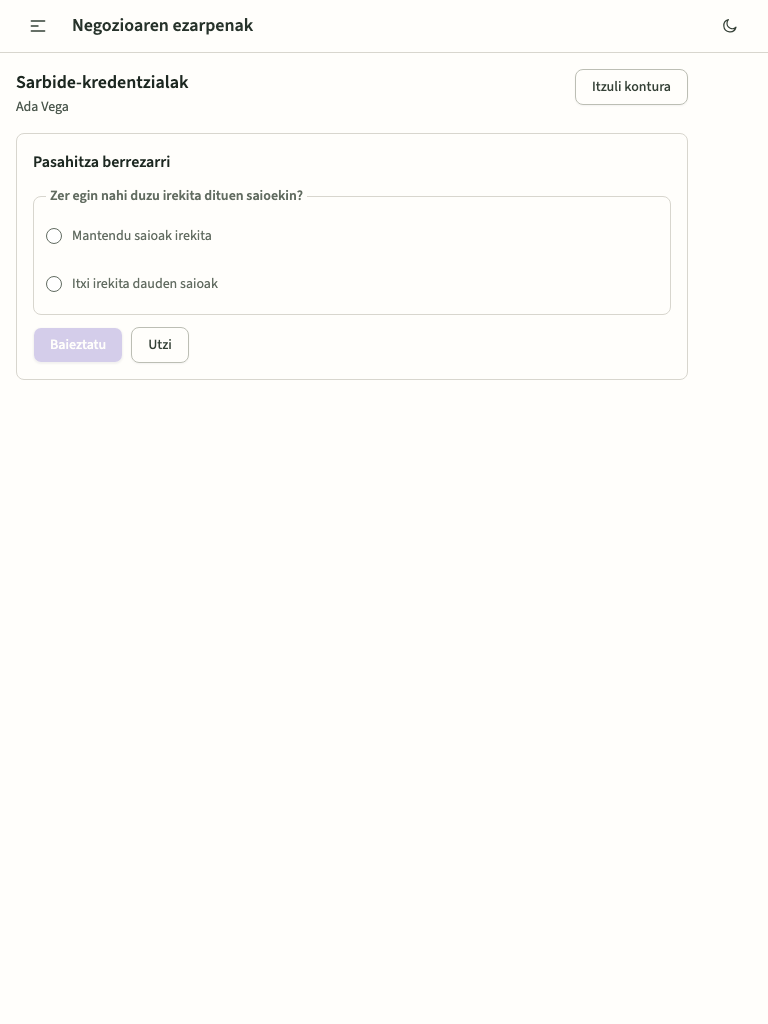 Negozioaren ezarpenak
Sarbide-kredentzialak
Ada Vega
Itzuli kontura
Pasahitza berrezarri
Zer egin nahi duzu irekita dituen saioekin?
Mantendu saioak irekita
Itxi irekita dauden saioak
Baieztatu
Utzi